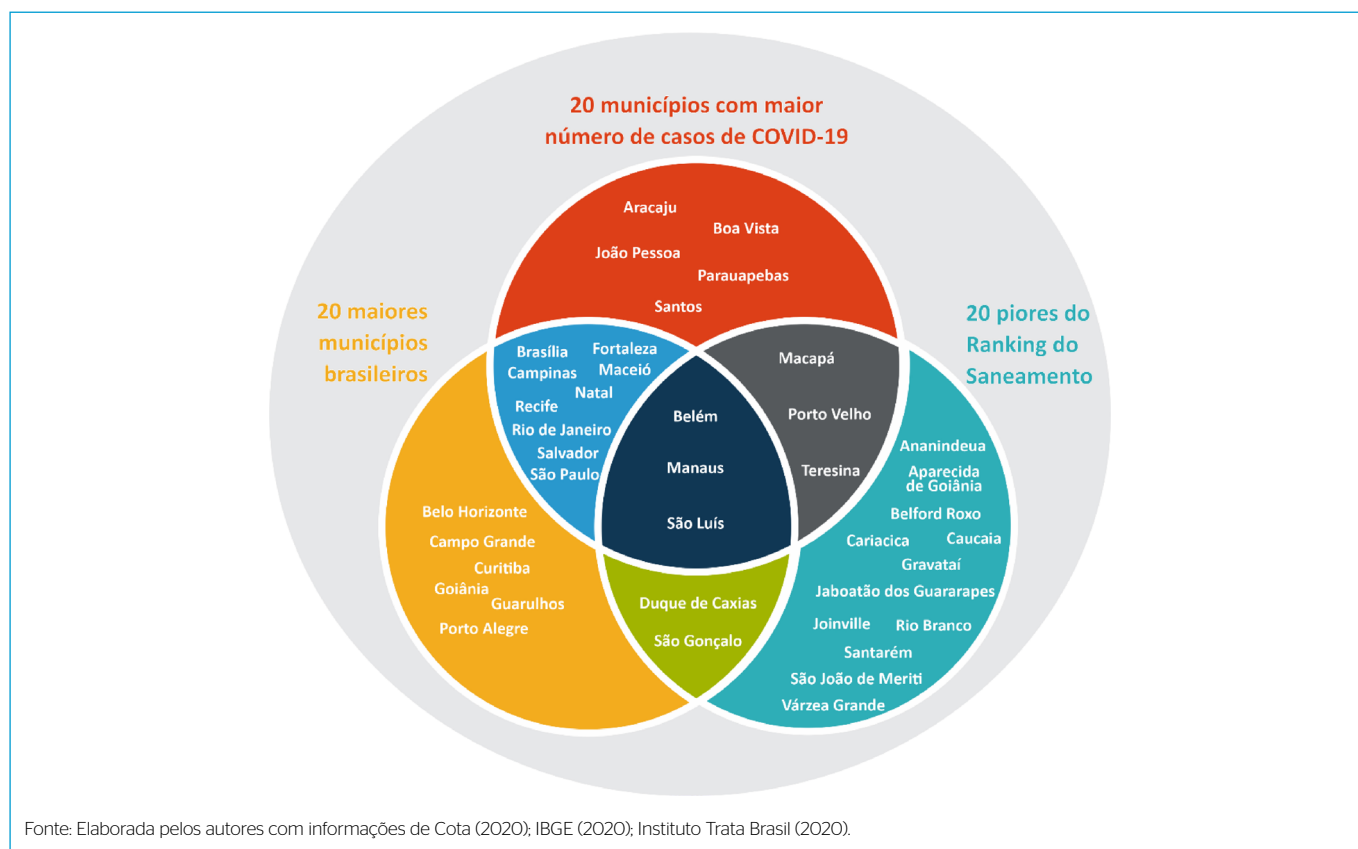 20 municípios com maior
número de casos de COVID-19
Aracaju
Boa Vista
João Pessoa
Parauapebas
Santos
20 maiores
municípios
brasileiros
20 piores do
Ranking do
Saneamento
Brasília
Fortaleza
Campinas
Maceió
Natal
Recife
Rio de Janeiro
Salvador
São Paulo
Macapá
Porto Velho
Teresina
Belém
Manaus
São Luís
Belo Horizonte
Campo Grande
Curitiba
Goiânia
Guarulhos
Porto Alegre
Duque de Caxias
São Gonçalo
Ananindeua
Aparecida
de Goiânia
Belford Roxo
Cariacica
Caucaia
Gravataí
Jaboatão dos Guararapes
Joinville
Rio Branco
Santarém
São João de Meriti
Várzea Grande
Fonte: Elaborada pelos autores com informações de Cota (2020); IBGE (2020); Instituto Trata Brasil (2020).